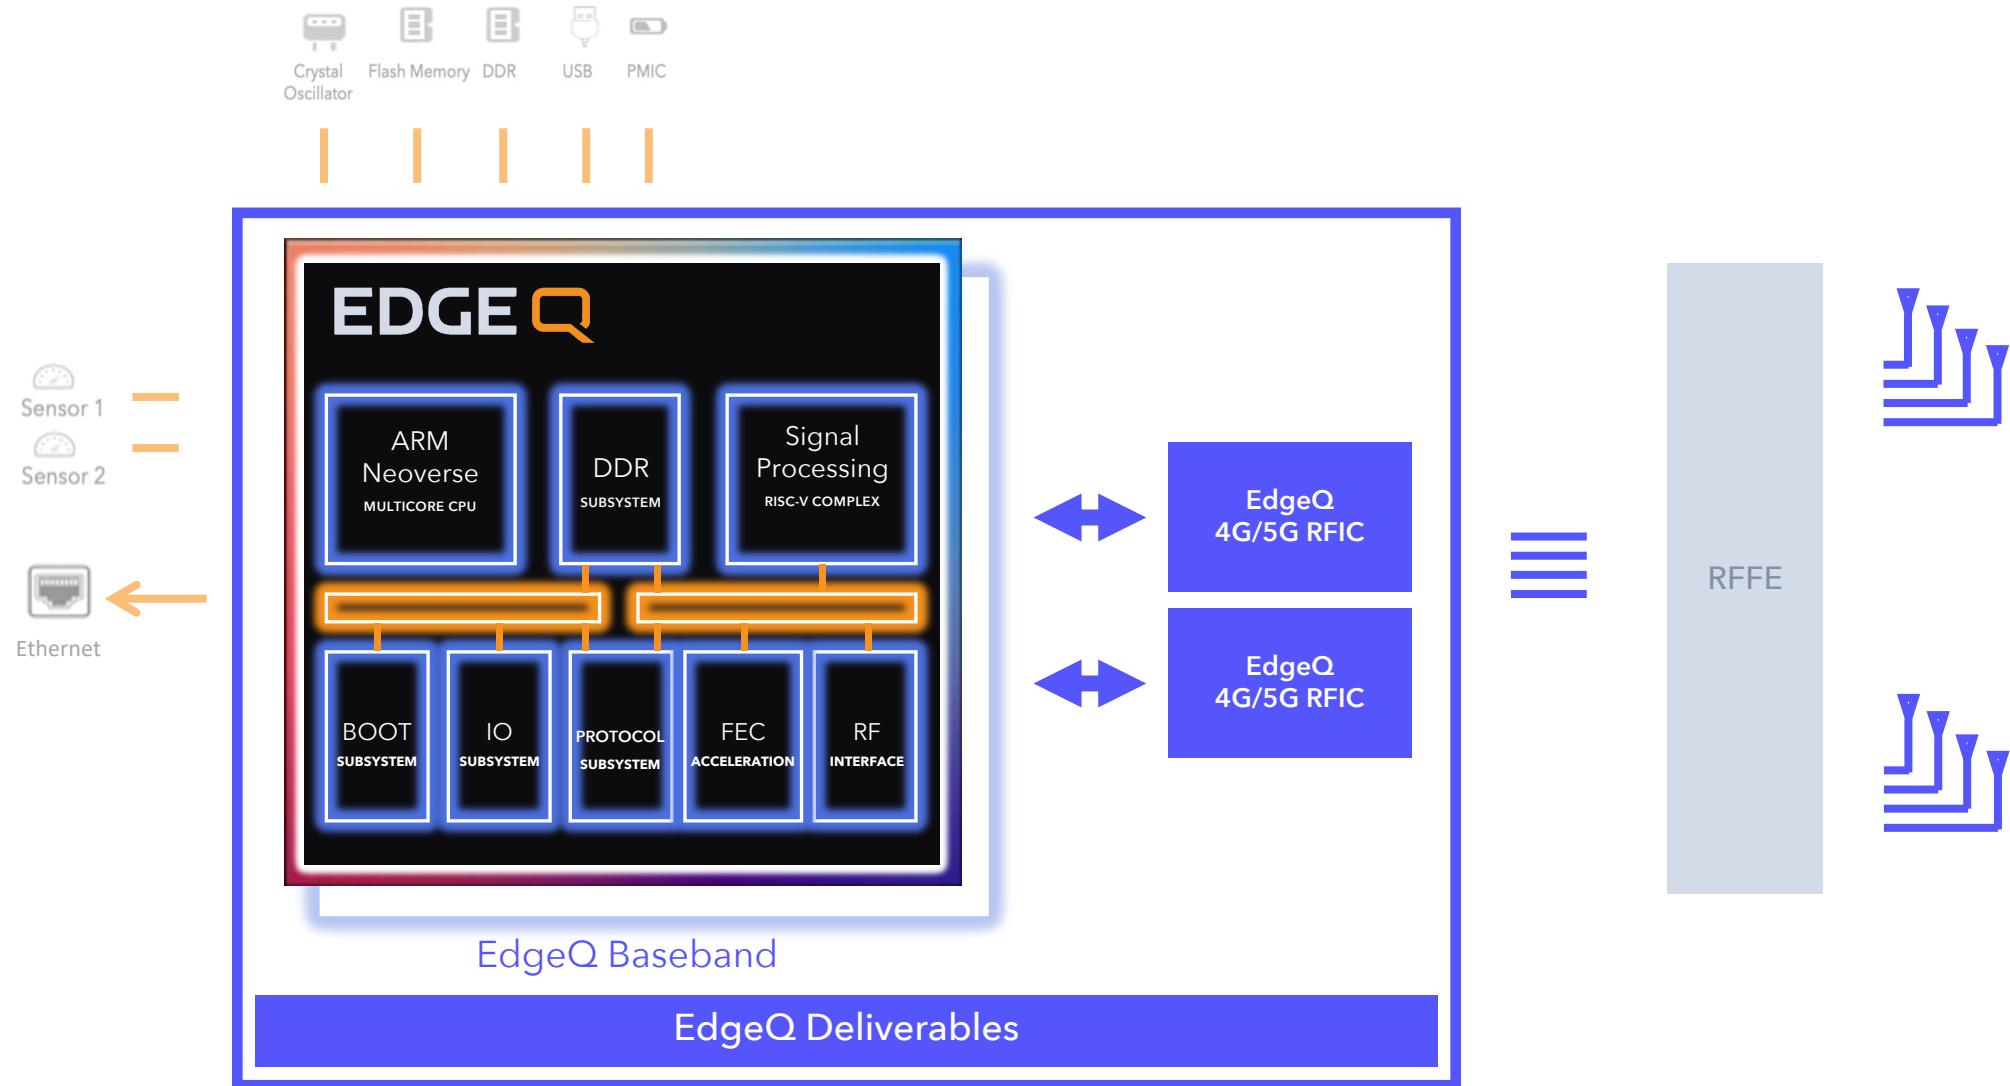 Crystal
Oscillator
Flash Memory
DDR
USB
PMIC
Sensor 1
Sensor 2
Ethernet
EDGEQ
ARM
Neoverse
MULTICORE CPU
DDR
SUBSYSTEM
Signal
Processing
RISC-V COMPLEX
BOOT
SUBSYSTEM
IO
SUBSYSTEM
PROTOCOL
SUBSYSTEM
FEC
ACCELERATION
RF
INTERFACE
EdgeQ Baseband
EdgeQ
4G/5G RFIC
EdgeQ
4G/5G RFIC
RFFE
EdgeQ Deliverables